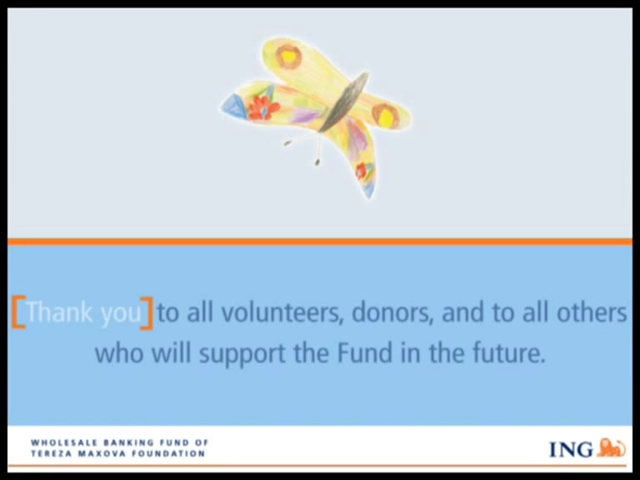 [Thank you] to all volunteers, donors, and to all others
who will support the Fund in the future.
WHOLESALE BANKING FUND OF
TEREZA MAXOVA FOUNDATION
ING